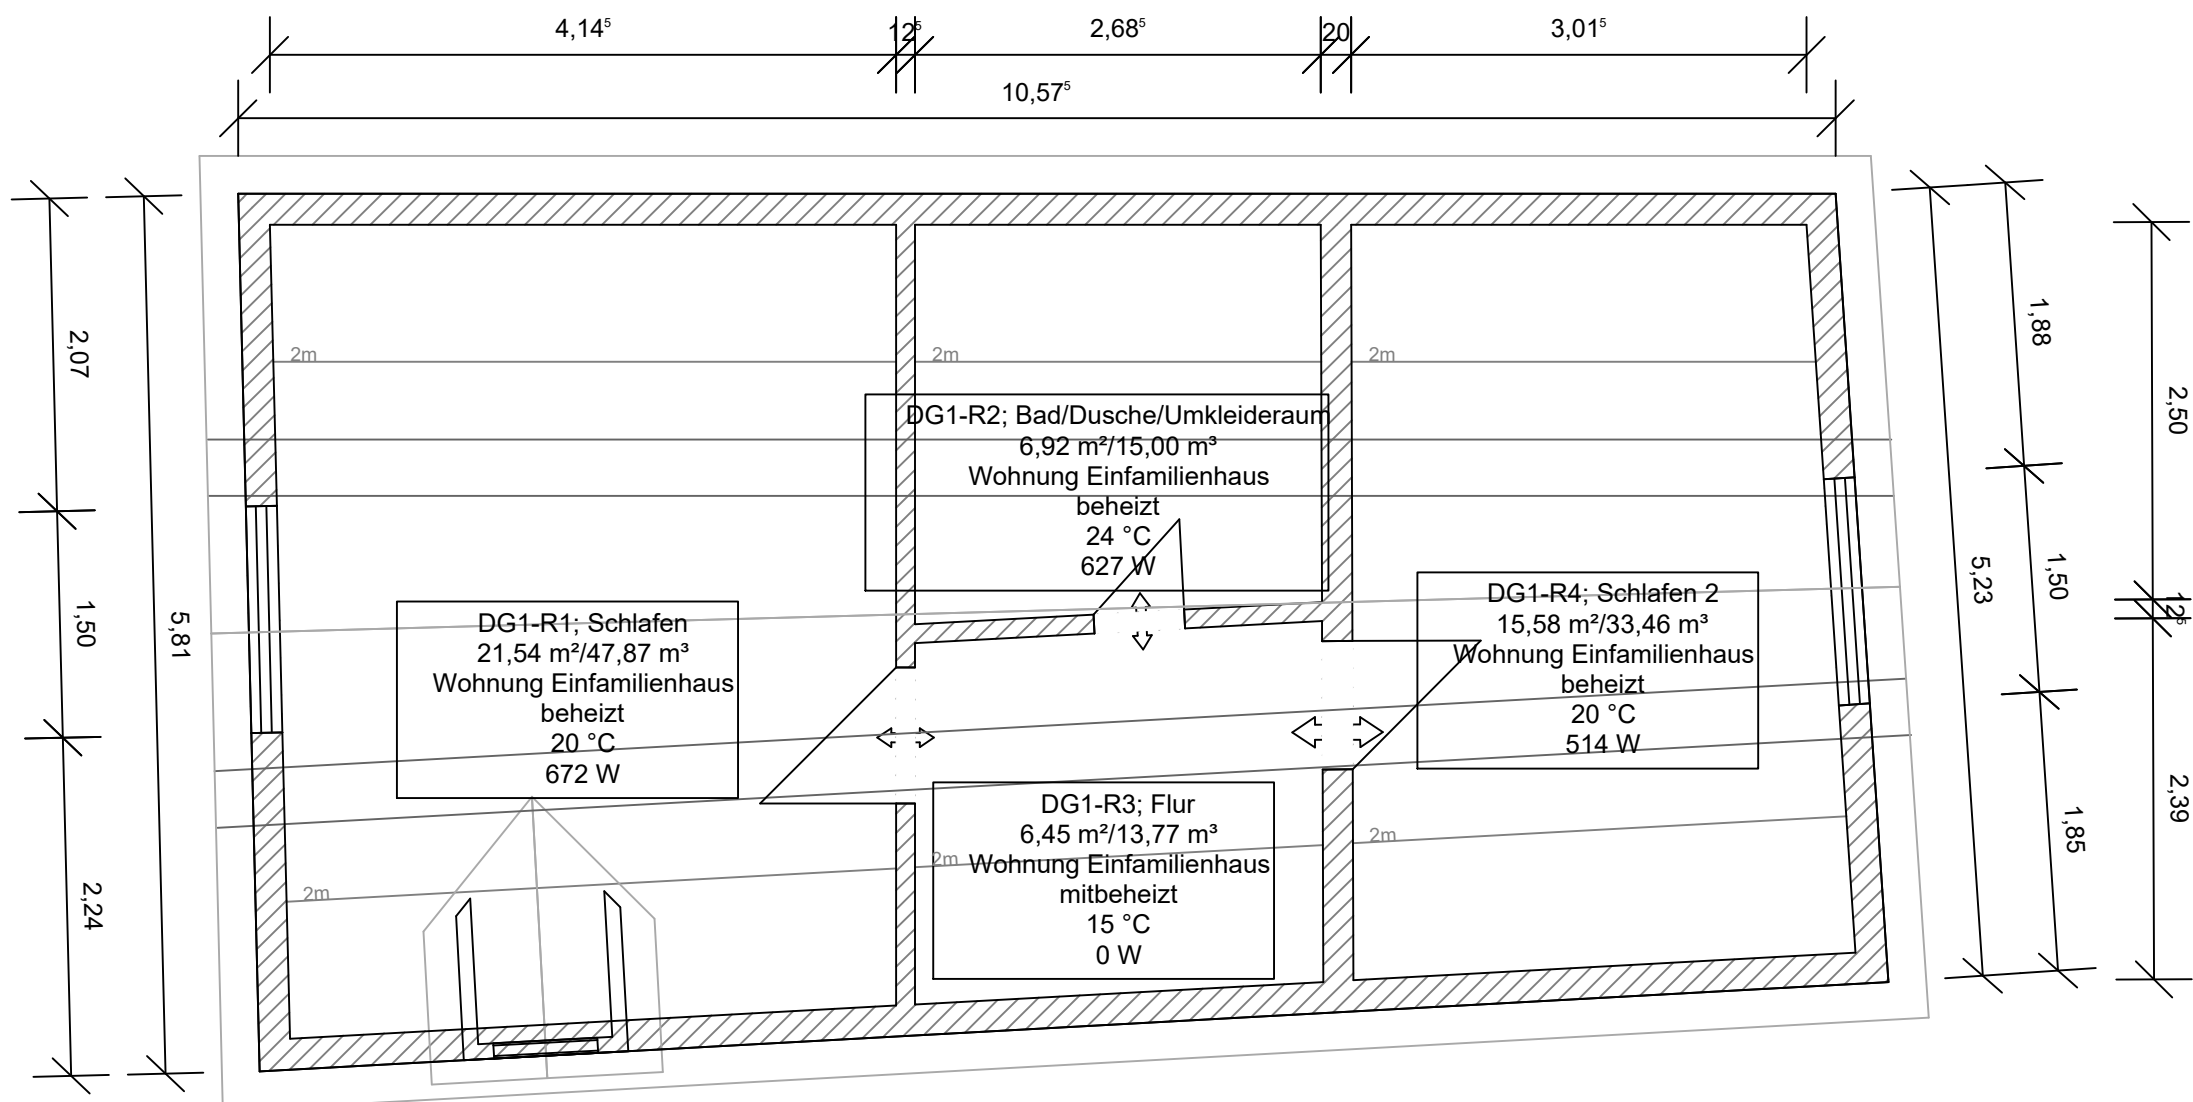 4,14⁵
12⁵
2,68⁵
20
3,01⁵
10,57⁵
2,07
1,50
2,24
5,81
2m
2m
2m
DG1-R2; Bad/Dusche/Umkleideraum
6,92 m²/15,00 m³
Wohnung Einfamilienhaus
beheizt
24 °C
627 W
DG1-R1; Schlafen
21,54 m²/47,87 m³
Wohnung Einfamilienhaus
beheizt
20 °C
672 W
DG1-R4; Schlafen 2
15,58 m²/33,46 m³
Wohnung Einfamilienhaus
beheizt
20 °C
514 W
DG1-R3; Flur
6,45 m²/13,77 m³
Wohnung Einfamilienhaus
mitbeheizt
15 °C
0 W
2m
2m
2m
5,23
1,88
1,50
1,85
2,50
12⁵
2,39